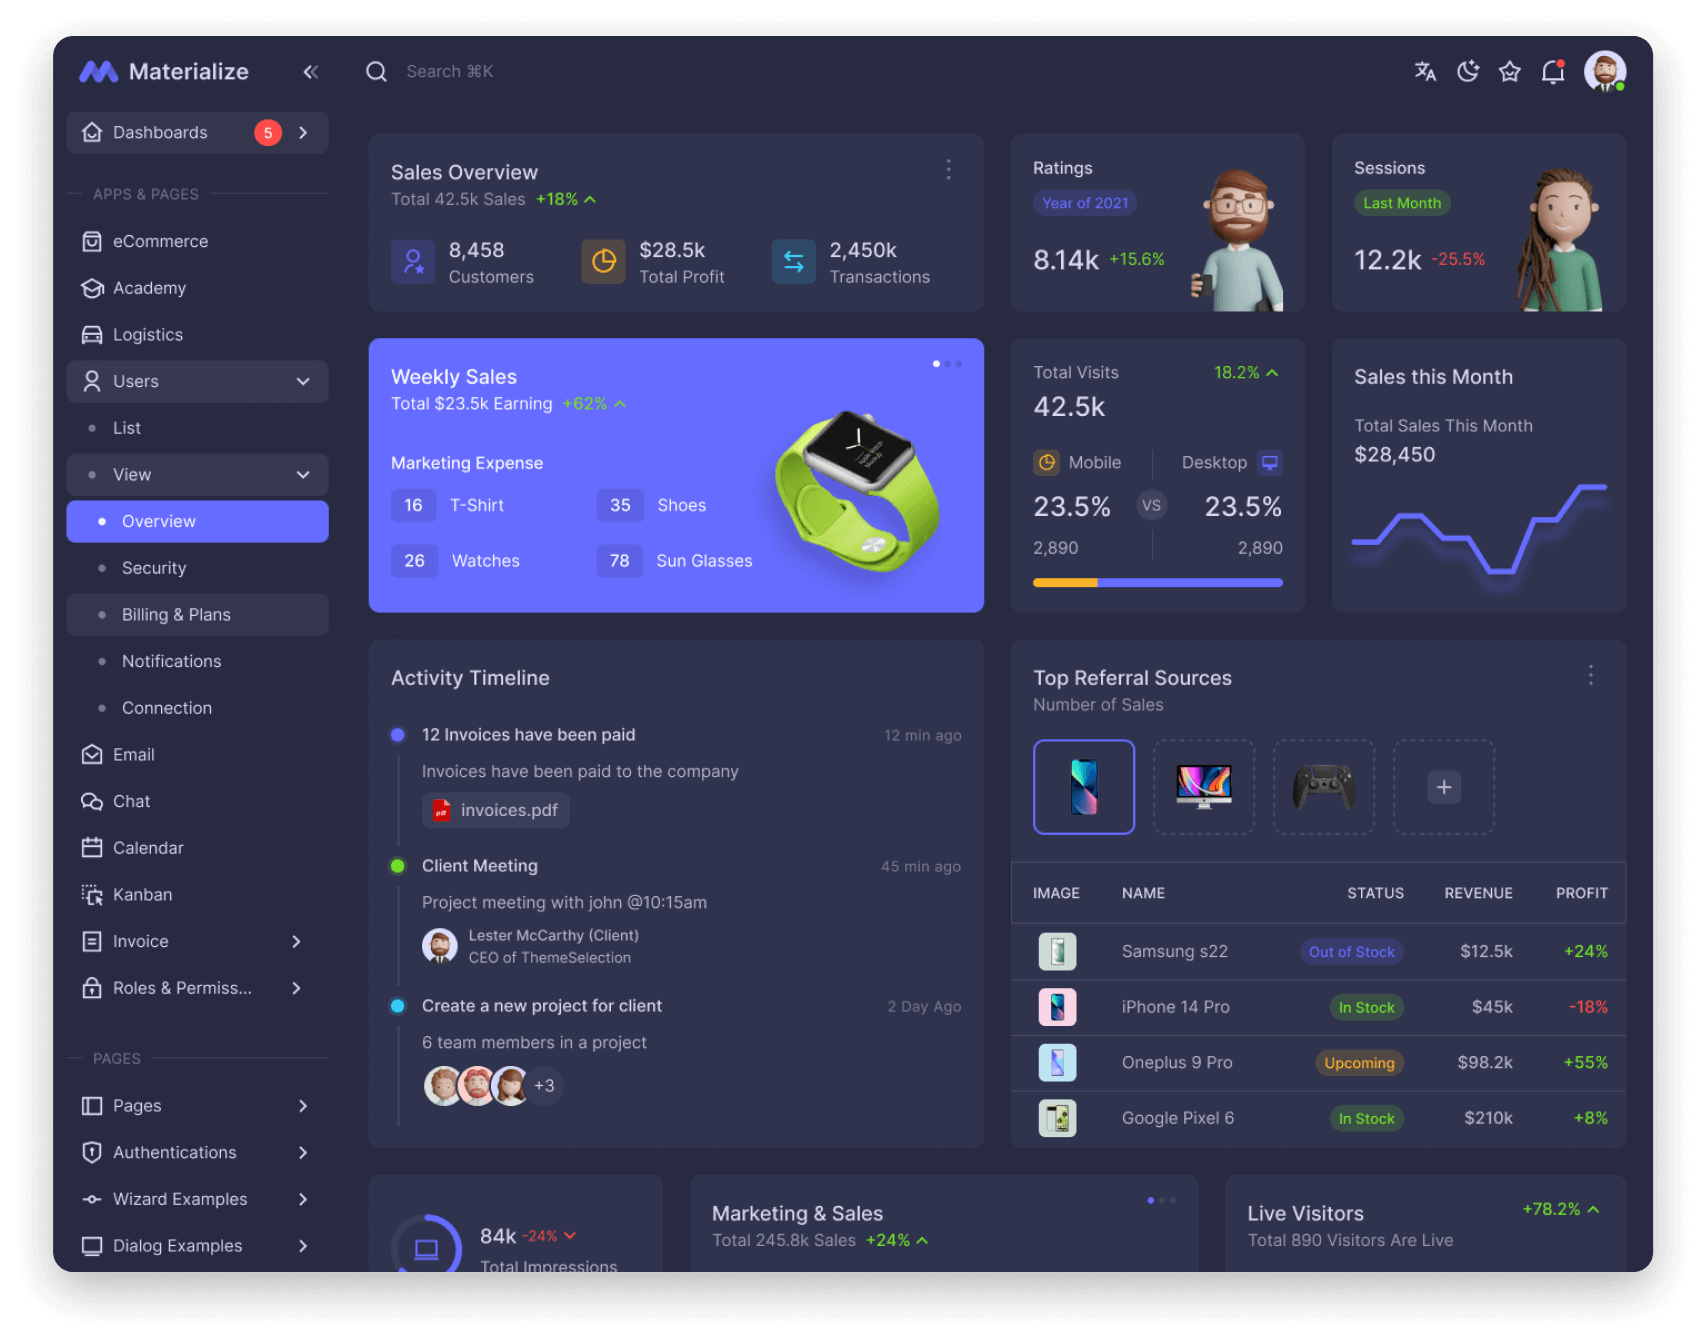 Materialize
Search ⌘K
Dashboards 5
APPS & PAGES
eCommerce
Academy
Logistics
Users
List
View
Overview
Security
Billing & Plans
Notifications
Connection
Email
Chat
Calendar
Kanban
Invoice
Roles & Permiss...
PAGES
Pages
Authentications
Wizard Examples
Dialog Examples
Sales Overview
Total 42.5k Sales +18%
8,458
Customers
$28.5k
Total Profit
2,450k
Transactions
Ratings
Year of 2021
8.14k +15.6%
Sessions
Last Month
12.2k -25.5%
Weekly Sales
Total $23.5k Earning +62%
Marketing Expense
16 T-Shirt
35 Shoes
26 Watches
78 Sun Glasses
Apple Watch
Mockup
Total Visits 18.2%
42.5k
Mobile Desktop
23.5% VS 23.5%
2,890 2,890
Sales this Month
Total Sales This Month
$28,450
Activity Timeline
12 Invoices have been paid 12 min ago
Invoices have been paid to the company
pdf invoices.pdf
Client Meeting 45 min ago
Project meeting with john @10:15am
Lester McCarthy (Client)
CEO of ThemeSelection
Create a new project for client 2 Day Ago
6 team members in a project
+3
Top Referral Sources
Number of Sales
IMAGE NAME STATUS REVENUE PROFIT
Samsung s22 Out of Stock $12.5k +24%
iPhone 14 Pro In Stock $45k -18%
Oneplus 9 Pro Upcoming $98.2k +55%
Google Pixel 6 In Stock $210k +8%
84k -24%
Total Impressions
Marketing & Sales
Total 245.8k Sales +24%
Live Visitors +78.2%
Total 890 Visitors Are Live